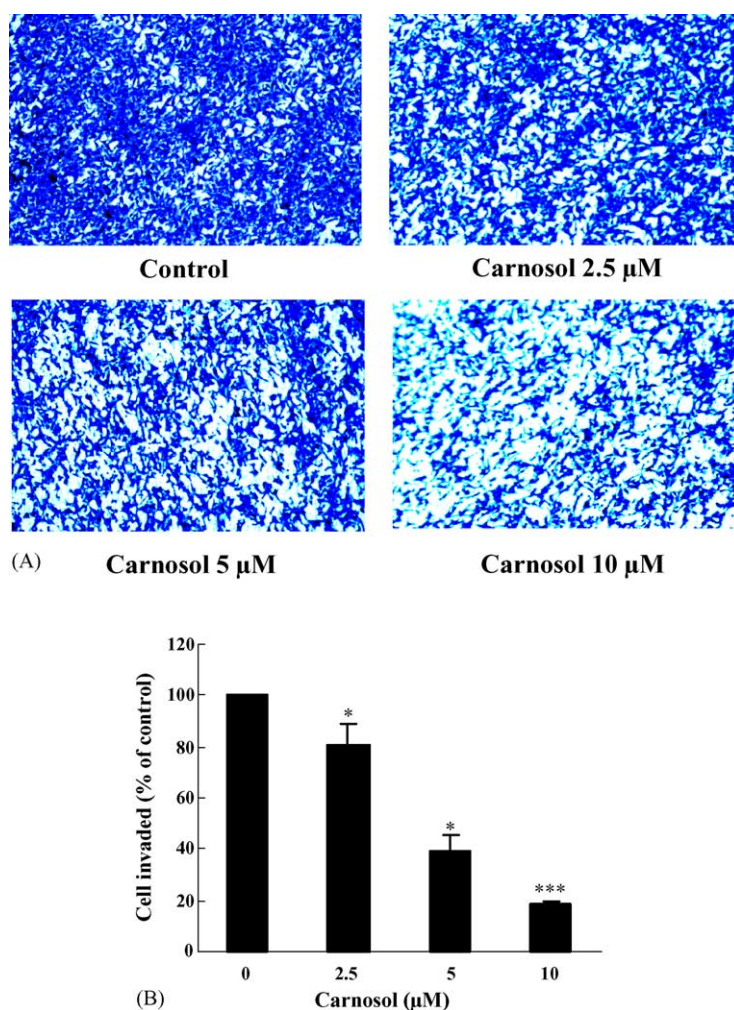 Control
Carnosol 2.5 µM
(A)
Carnosol 5 µM
Carnosol 10 µM
Cell invaded (% of control)
120
100
80
60
40
20
0
*
*
***
0
2.5
5
10
(B)
Carnosol (µM)